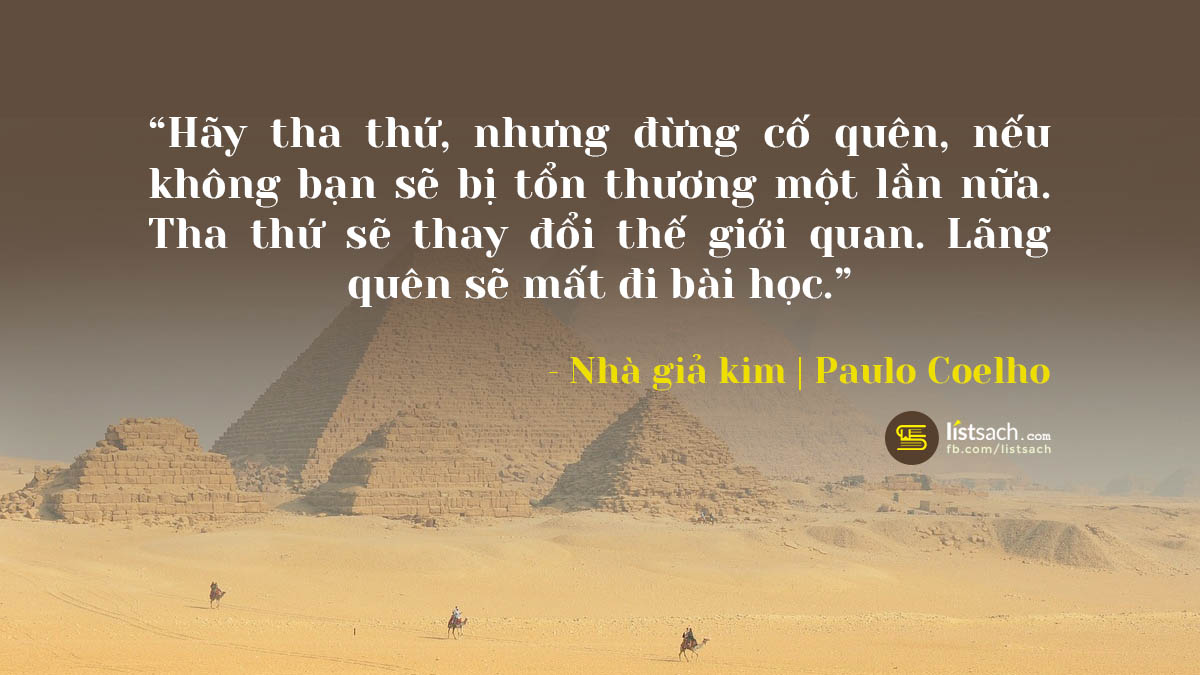 “Hãy tha thứ, nhưng đừng cố quên, nếu
không bạn sẽ bị tổn thương một lần nữa.
Tha thứ sẽ thay đổi thế giới quan. Lãng
quên sẽ mất đi bài học.”
- Nhà giả kim | Paulo Coelho
listsach.com
fb.com/listsach